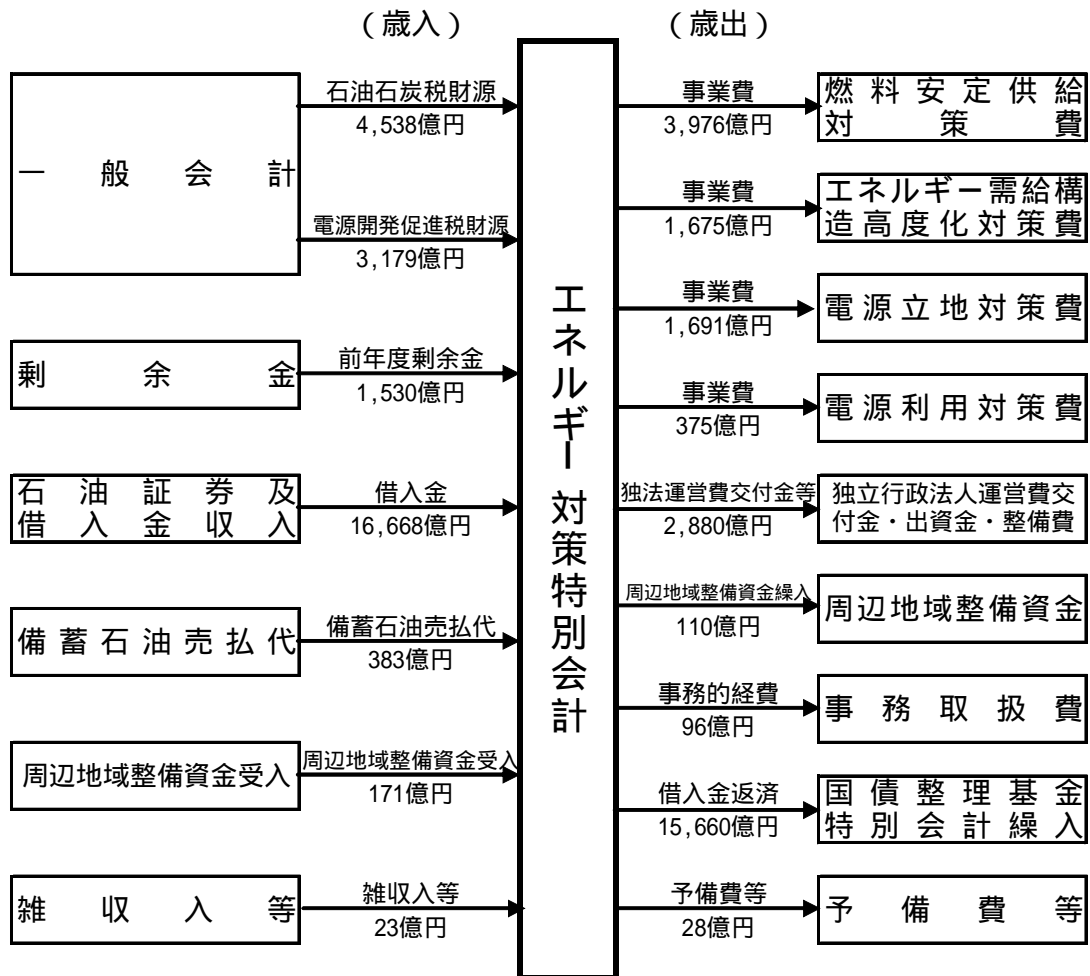 （歳入）
（歳出）
一般会計
石油石炭税財源
4,538億円
電源開発促進税財源
3,179億円
剰余金
前年度剰余金
1,530億円
石油証券及
借入金収入
借入金
16,668億円
備蓄石油売払代
備蓄石油売払代
383億円
周辺地域整備資金受入
周辺地域整備資金受入
171億円
雑収入等
雑収入等
23億円
エネルギー対策特別会計
事業費
3,976億円
燃料安定供給
対策費
事業費
1,675億円
エネルギー需給構
造高度化対策費
事業費
1,691億円
電源立地対策費
事業費
375億円
電源利用対策費
独法運営費交付金等
2,880億円
独立行政法人運営費交
付金・出資金・整備費
周辺地域整備資金繰入
110億円
周辺地域整備資金
事務的経費
96億円
事務取扱費
借入金返済
15,660億円
国債整理基金
特別会計繰入
予備費等
28億円
予備費等